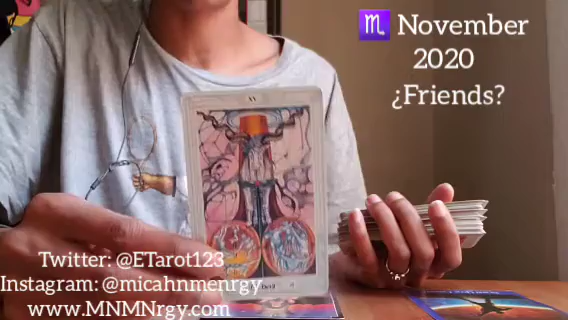 ♏ November
2020
¿Friends?
Twitter: @ETarot123
Instagram: @micahnmenrgy
www.MNMNrgy.com